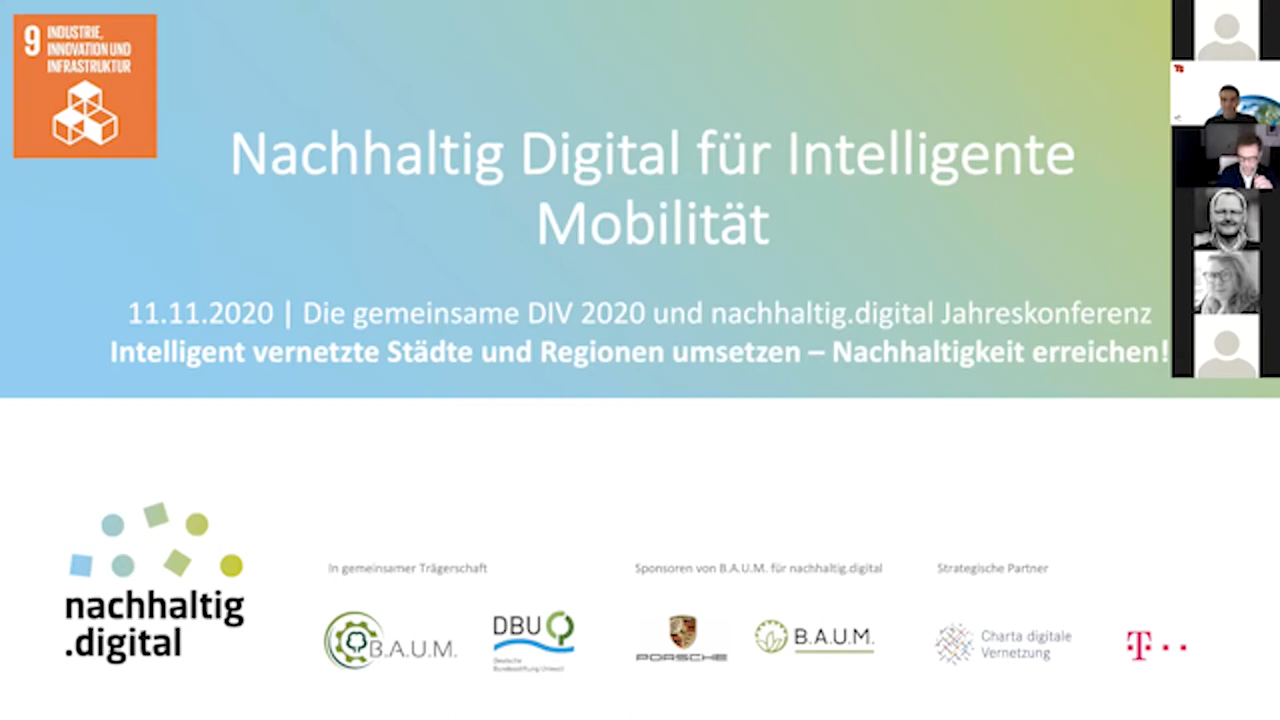 9 INDUSTRIE,
INNOVATION UND
INFRASTRUKTUR
Nachhaltig Digital für Intelligente
Mobilität
11.11.2020 | Die gemeinsame DIV 2020 und nachhaltig.digital Jahreskonferenz
Intelligent vernetzte Städte und Regionen umsetzen – Nachhaltigkeit erreichen!
nachhaltig
.digital
In gemeinsamer Trägerschaft
B.A.U.M.
DBU
Deutsche
Bundesstiftung Umwelt
Sponsoren von B.A.U.M. für nachhaltig.digital
PORSCHE
B.A.U.M.
Strategische Partner
Charta digitale
Vernetzung
T